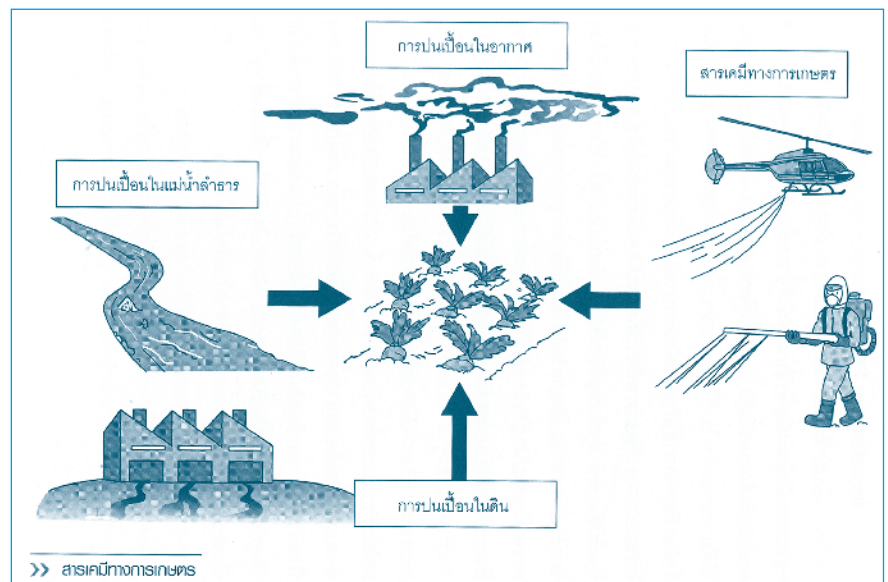 การปนเปื้อนในอากาศ
สารเคมีทางการเกษตร
การปนเปื้อนในแม่น้ำลำธาร
การปนเปื้อนในดิน
>> สารเคมีทางการเกษตร